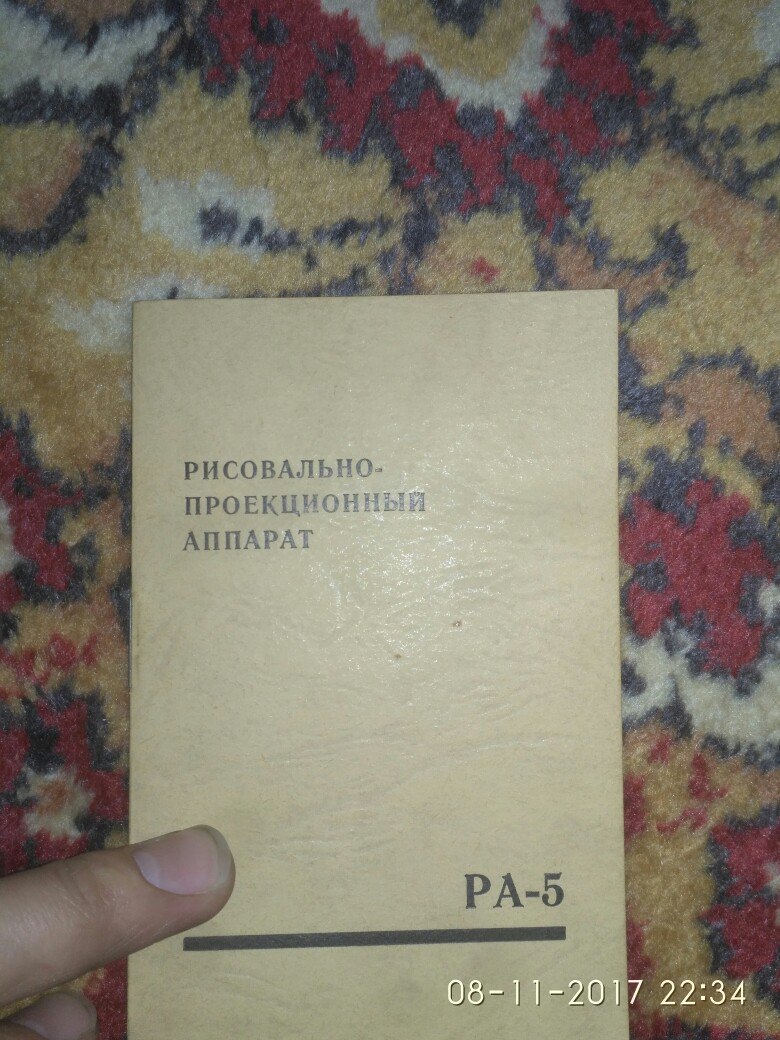 РИСОВАЛЬНО-
ПРОЕКЦИОННЫЙ
АППАРАТ
РА-5
08-11-2017 22:34